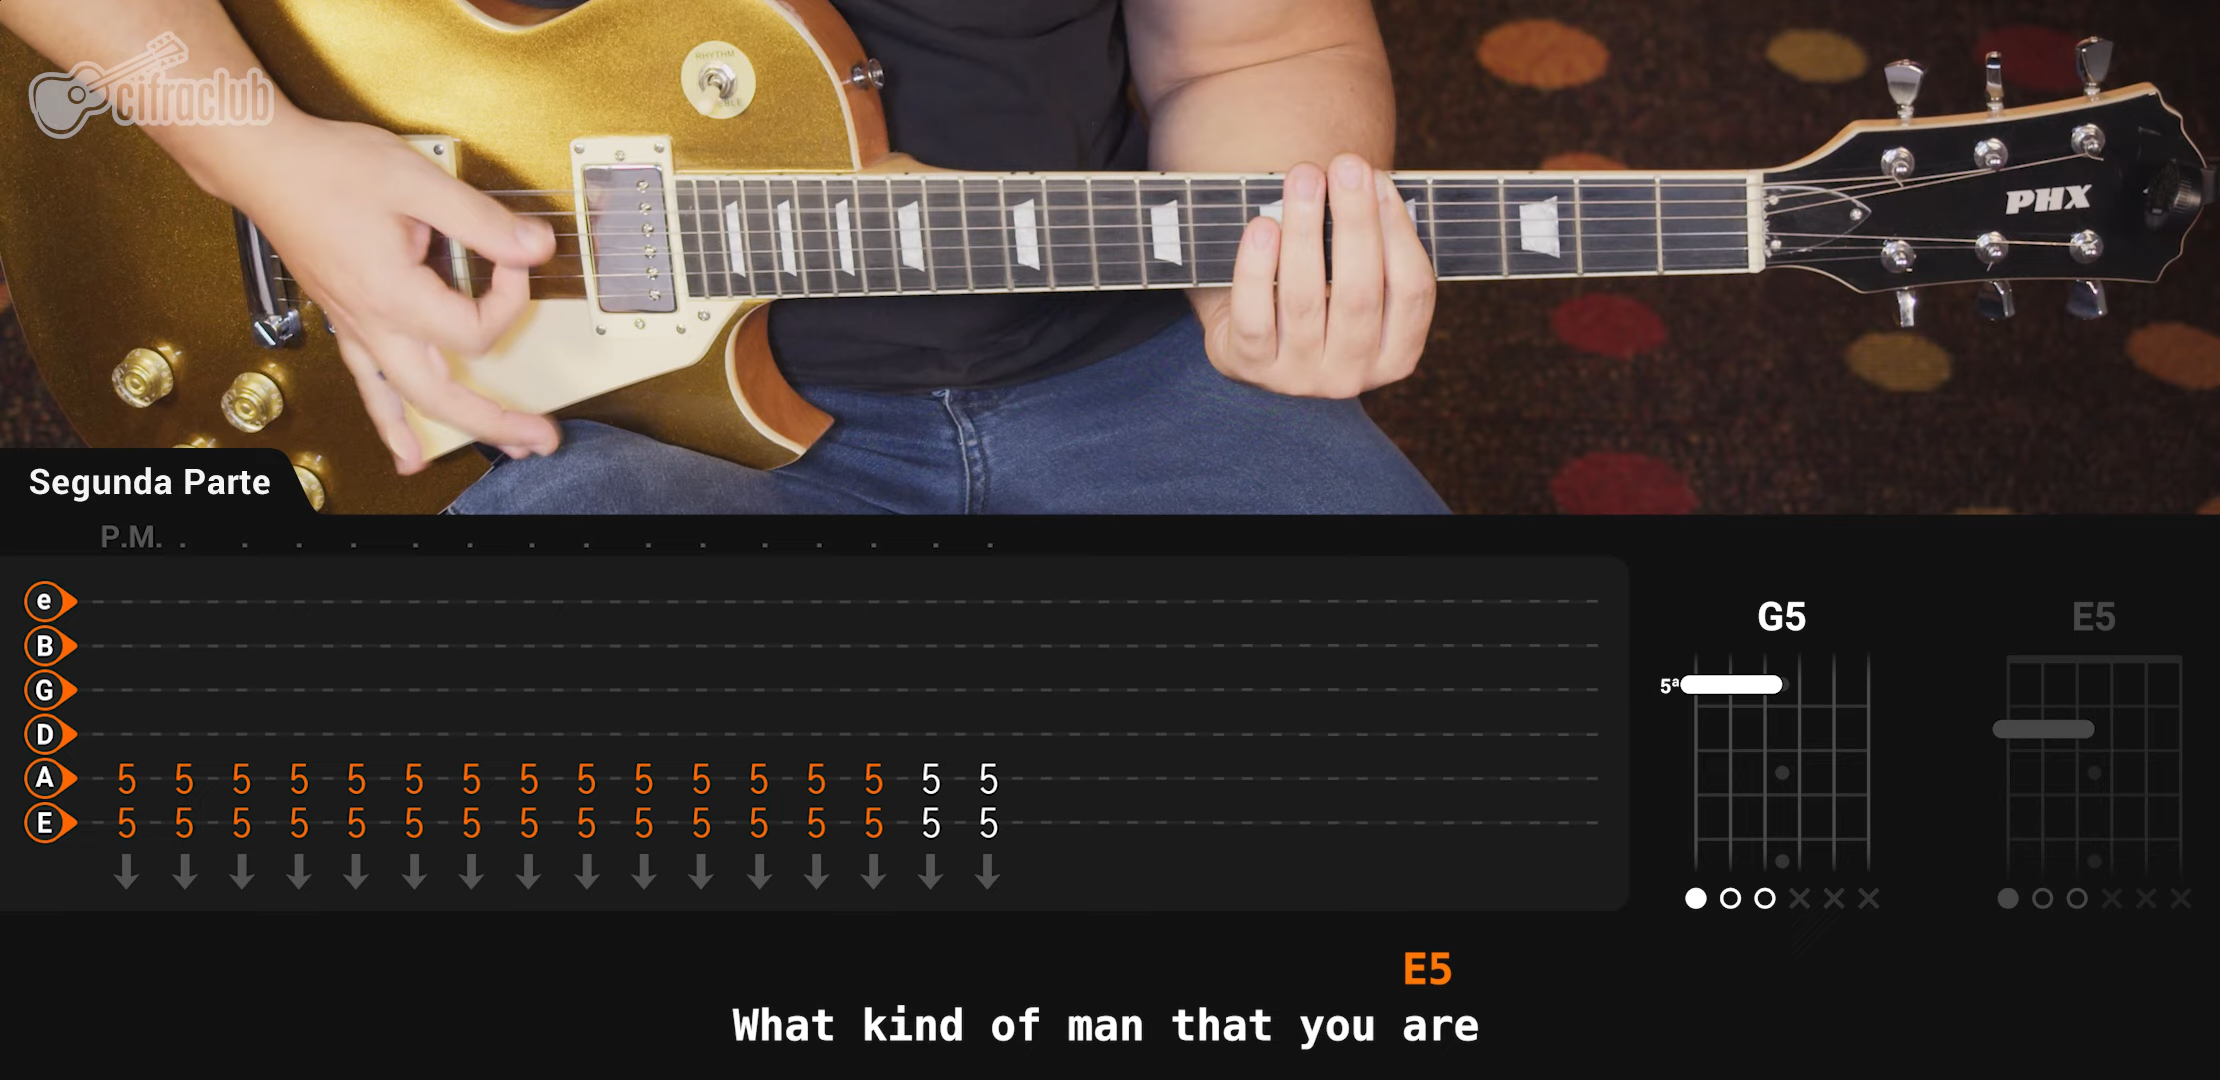 RHYTHM
cifraclub
PHX
Segunda Parte
P.M. . . . . . . . . . . . . . . .
e
B
G
D
A 5 5 5 5 5 5 5 5 5 5 5 5 5 5 5 5
E 5 5 5 5 5 5 5 5 5 5 5 5 5 5 5 5
G5
5ª
E5
E5
What kind of man that you are